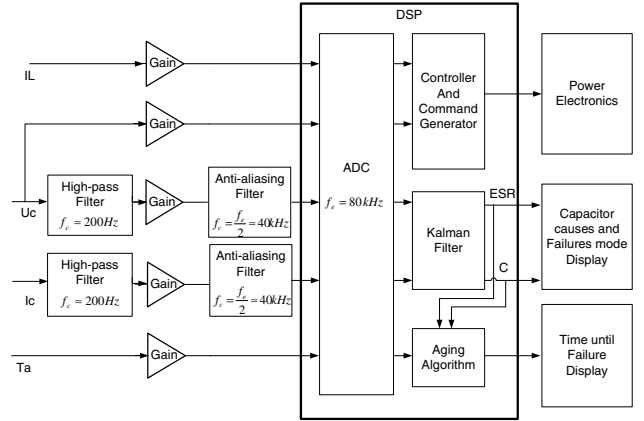 DSP
IL
Gain
Gain
Uc
High-pass
Filter
f_c ≈ 200Hz
Gain
Anti-aliasing
Filter
f_c = f_e/2 ≈ 40kHz
Ic
High-pass
Filter
f_c ≈ 200Hz
Gain
Anti-aliasing
Filter
f_c = f_e/2 ≈ 40kHz
Ta
Gain
ADC
f_e = 80kHz
Controller
And
Command
Generator
Kalman
Filter
ESR
C
Aging
Algorithm
Power
Electronics
Capacitor
causes and
Failures mode
Display
Time until
Failure
Display